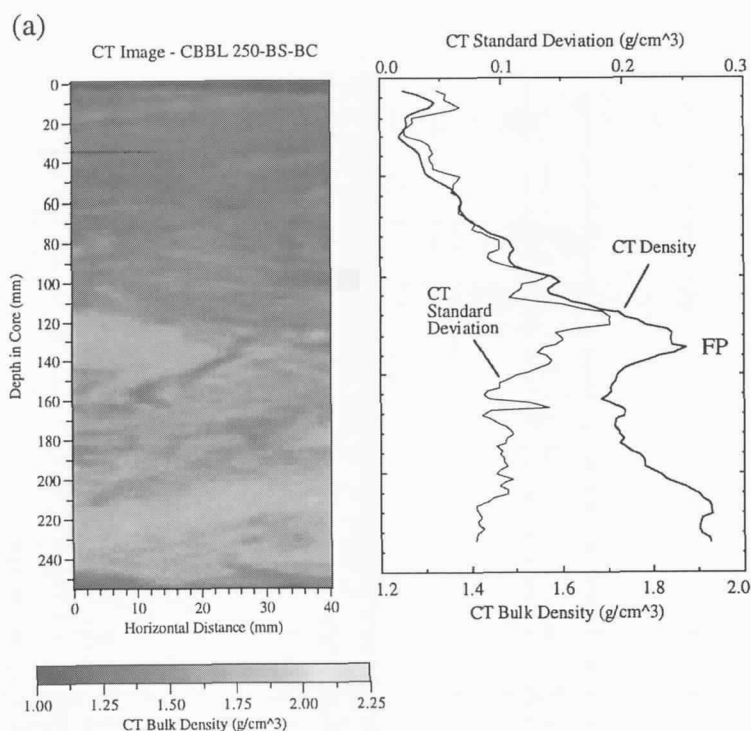 (a)
CT Image - CBBL 250-BS-BC
0
20
40
60
80
100
120
140
160
180
200
220
240
Depth in Core (mm)
0 10 20 30 40
Horizontal Distance (mm)
1.00 1.25 1.50 1.75 2.00 2.25
CT Bulk Density (g/cm^3)
CT Standard Deviation (g/cm^3)
0.0 0.1 0.2 0.3
CT Density
CT
Standard
Deviation
FP
1.2 1.4 1.6 1.8 2.0
CT Bulk Density (g/cm^3)